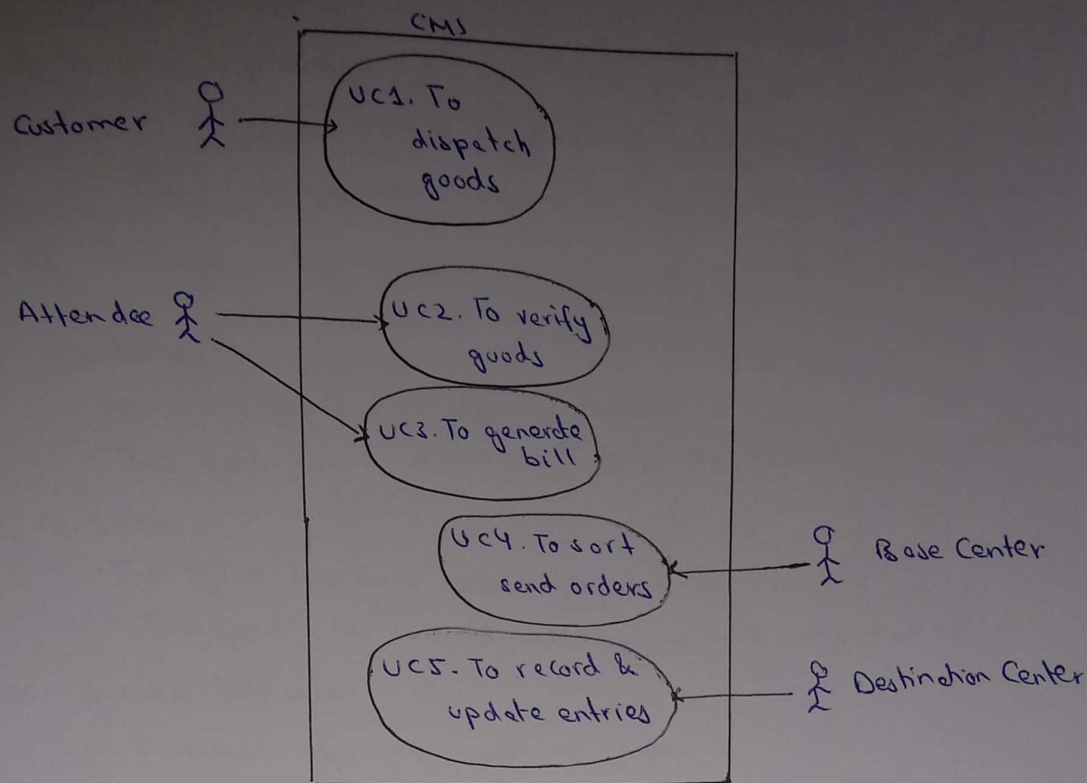 CMS
Customer
UC1. To
dispatch
goods
Attendee
UC2. To verify
goods
UC3. To generate
bill
UC4. To sort
send orders
Base Center
UC5. To record &
update entries
Destination Center